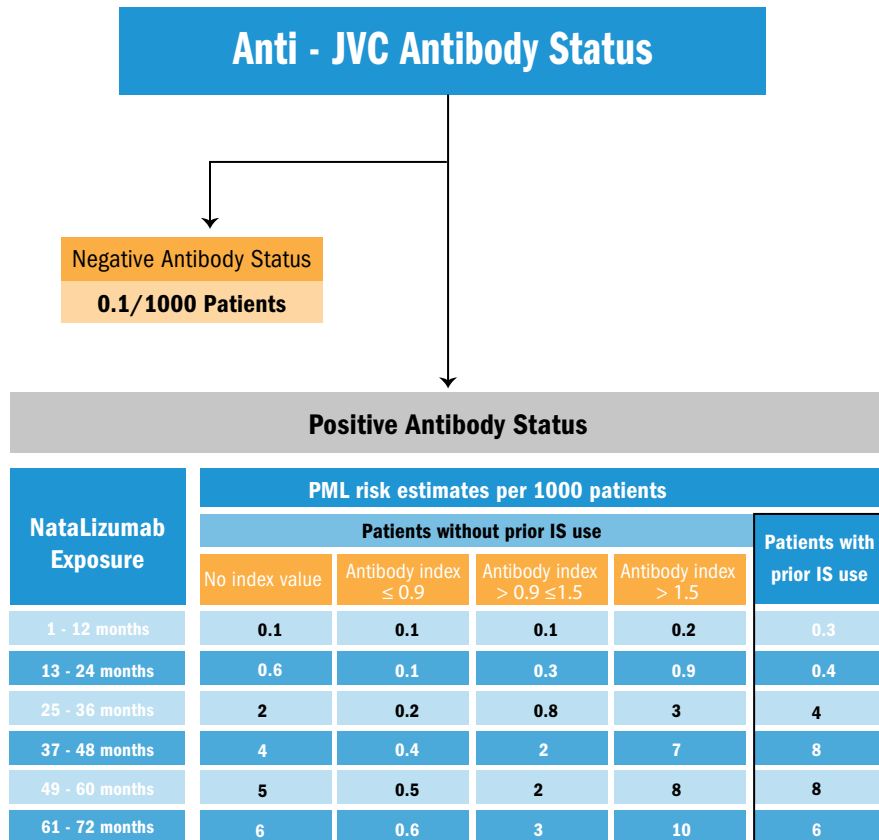 Anti - JVC Antibody Status
Negative Antibody Status
0.1/1000 Patients
Positive Antibody Status
NataLizumab
Exposure
PML risk estimates per 1000 patients
Patients without prior IS use
Patients with
prior IS use
No index value
Antibody index
≤ 0.9
Antibody index
> 0.9 ≤1.5
Antibody index
> 1.5
1 - 12 months 0.1 0.1 0.1 0.2 0.3
13 - 24 months 0.6 0.1 0.3 0.9 0.4
25 - 36 months 2 0.2 0.8 3 4
37 - 48 months 4 0.4 2 7 8
49 - 60 months 5 0.5 2 8 8
61 - 72 months 6 0.6 3 10 6